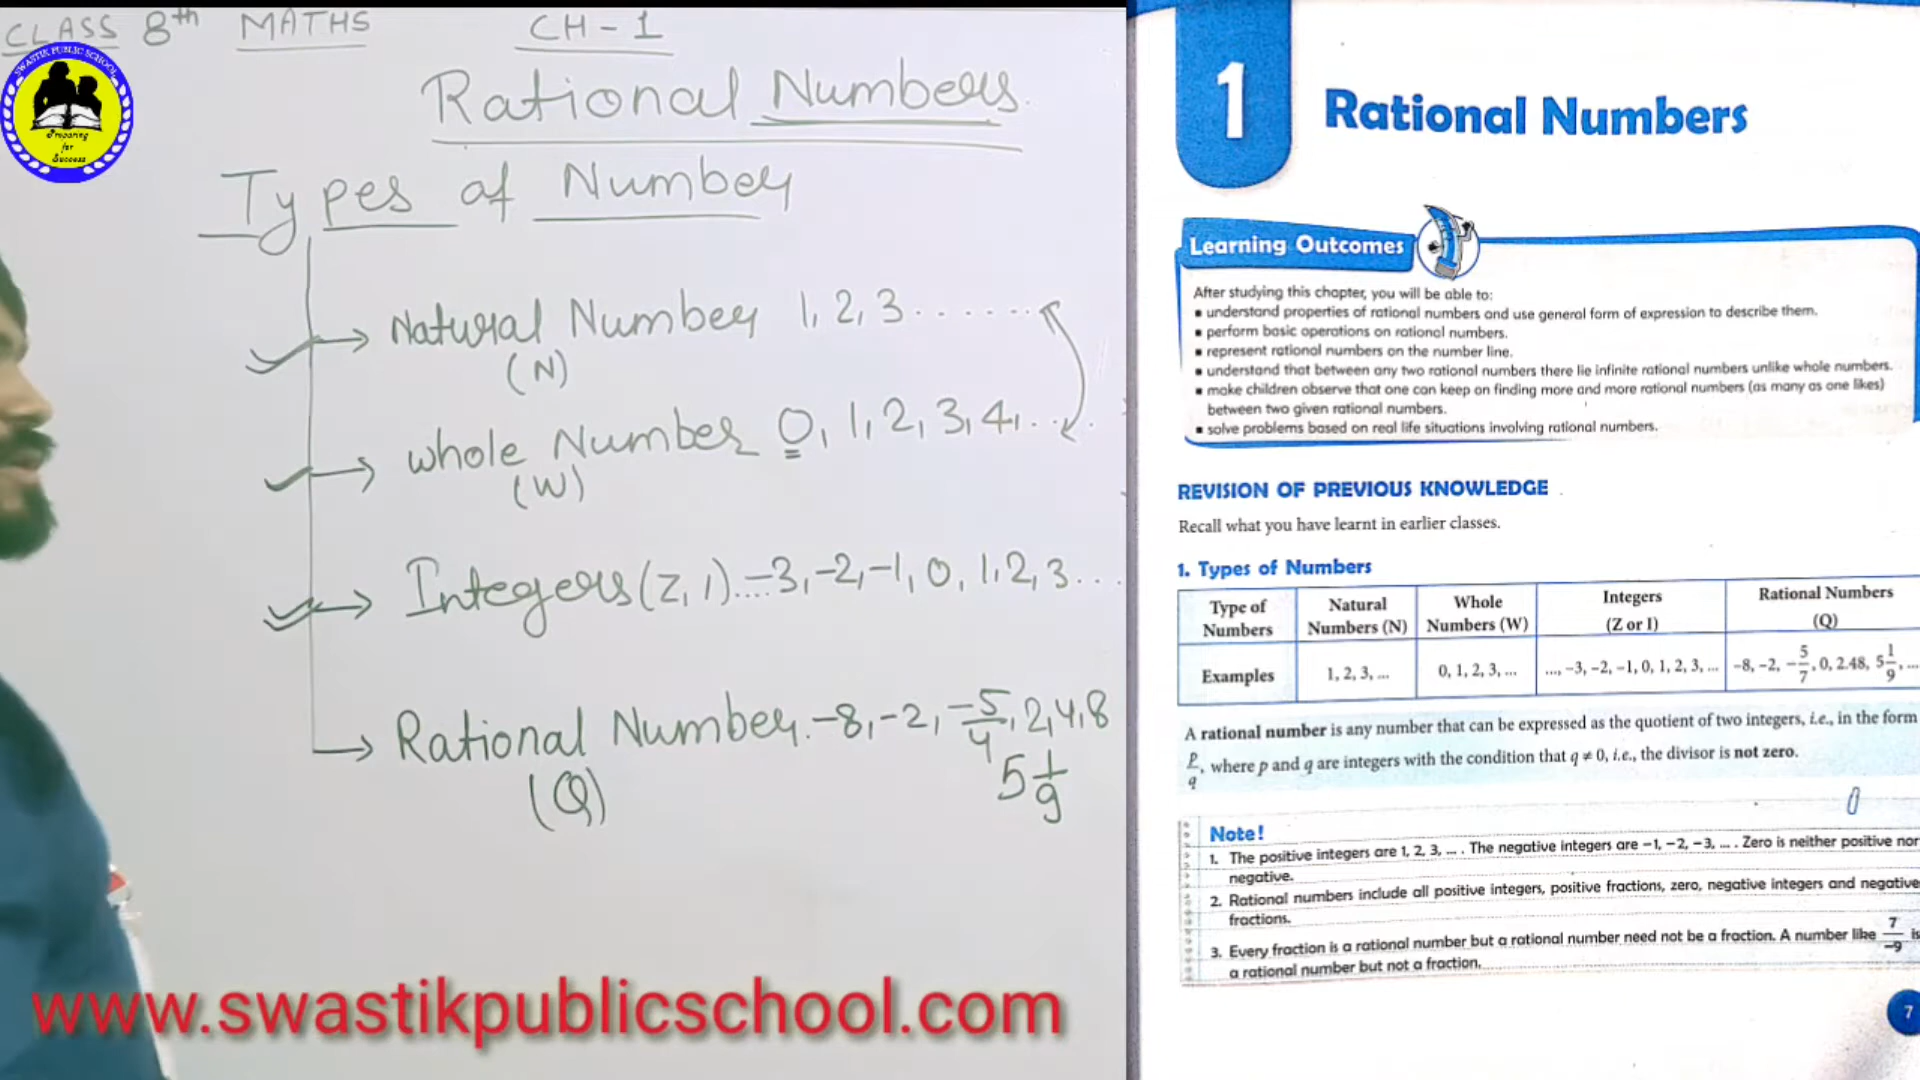 CLASS 8th MATHS CH-1
SWASTIK PUBLIC SCHOOL
Preparing
for
Success
Rational Numbers
Types of Number
Natural Number 1, 2, 3 .......
(N)
whole Number 0, 1, 2, 3, 4, ....
(W)
Integers (Z, I) ....-3, -2, -1, 0, 1, 2, 3...
Rational Number. -8, -2, -5/4, 2, 4, 8
5 1/9
(Q)
www.swastikpublicschool.com
1 Rational Numbers
Learning Outcomes
After studying this chapter, you will be able to:
▪ understand properties of rational numbers and use general form of expression to describe them.
▪ perform basic operations on rational numbers.
▪ represent rational numbers on the number line.
▪ understand that between any two rational numbers there lie infinite rational numbers unlike whole numbers.
▪ make children observe that one can keep on finding more and more rational numbers (as many as one likes)
between two given rational numbers.
▪ solve problems based on real life situations involving rational numbers.
REVISION OF PREVIOUS KNOWLEDGE
Recall what you have learnt in earlier classes.
1. Types of Numbers
Type of Numbers Natural Numbers (N) Whole Numbers (W) Integers (Z or I) Rational Numbers (Q)
Examples 1, 2, 3, ... 0, 1, 2, 3, ... ..., -3, -2, -1, 0, 1, 2, 3, ... -8, -2, -5/7, 0, 2.48, 5 1/9, ...
A rational number is any number that can be expressed as the quotient of two integers, i.e., in the form
p/q, where p and q are integers with the condition that q ≠ 0, i.e., the divisor is not zero.
Note!
1. The positive integers are 1, 2, 3, ... . The negative integers are -1, -2, -3, ... . Zero is neither positive nor
negative.
2. Rational numbers include all positive integers, positive fractions, zero, negative integers and negative
fractions.
3. Every fraction is a rational number but a rational number need not be a fraction. A number like 7/-9 is
a rational number but not a fraction.
7